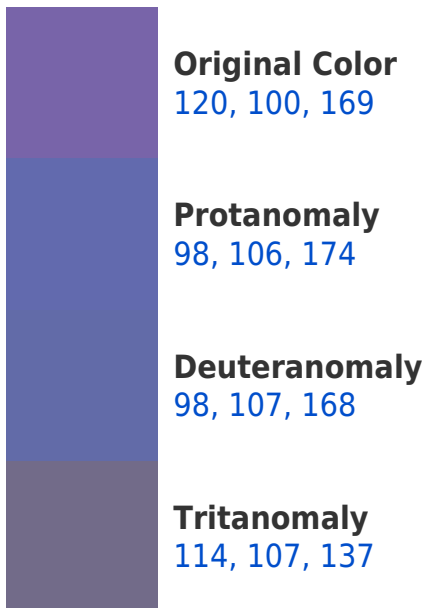 Original Color
120, 100, 169
Protanomaly
98, 106, 174
Deuteranomaly
98, 107, 168
Tritanomaly
114, 107, 137